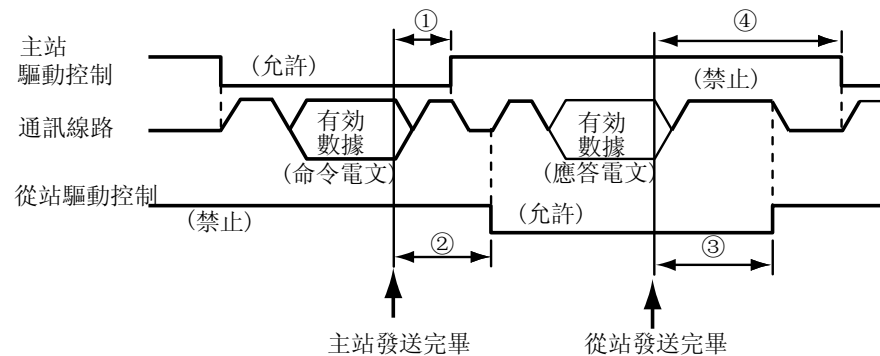 主站
驅動控制
(允許)
①
④
(禁止)
通訊線路
有効
數據
(命令電文)
有効
數據
(應答電文)
從站驅動控制
(禁止)
(允許)
②
③
主站發送完畢
從站發送完畢